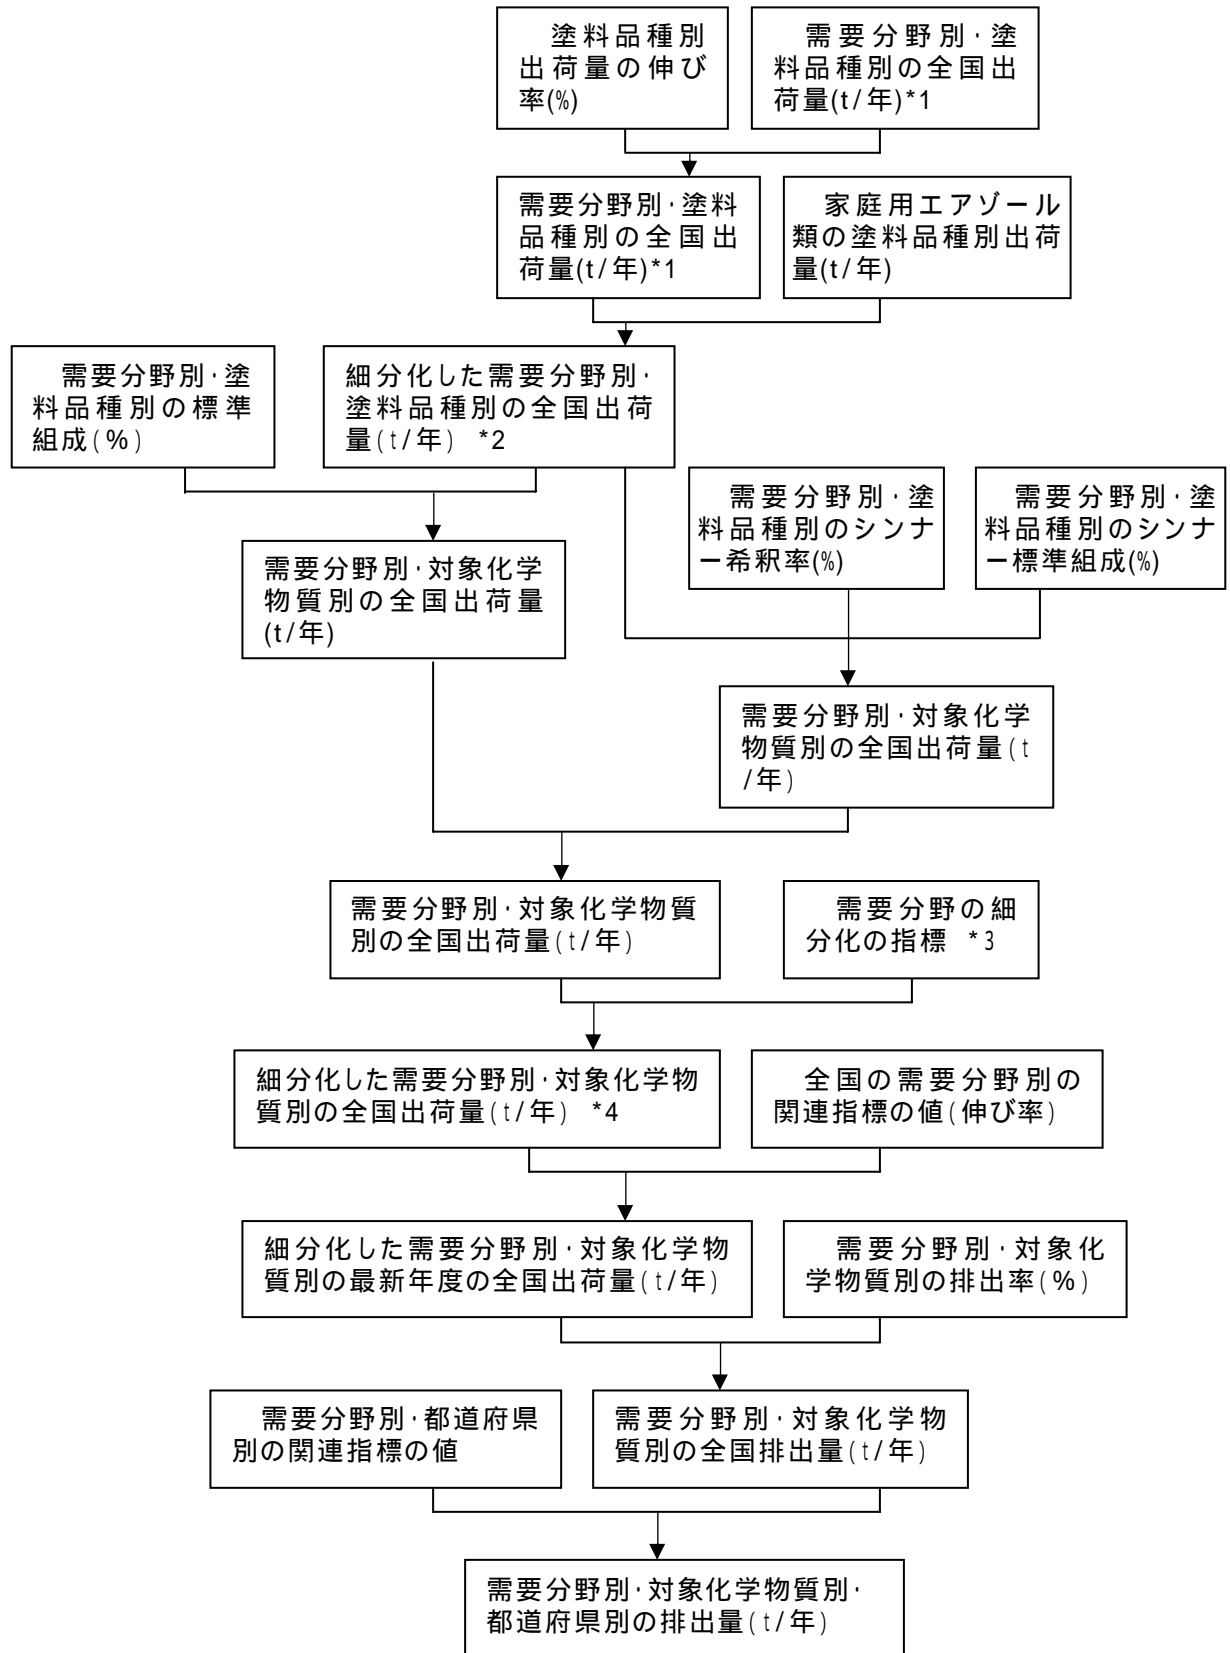 塗料品種別
出荷量の伸び
率(%)
需要分野別・塗
料品種別の全国出
荷量(t/年)*1
需要分野別・塗料
品種別の全国出
荷量(t/年)*1
家庭用エアゾール
類の塗料品種別出荷
量(t/年)
需要分野別・塗
料品種別の標準
組成(%)
細分化した需要分野別・
塗料品種別の全国出荷
量(t/年) *2
需要分野別・塗
料品種別のシンナ
ー希釈率(%)
需要分野別・塗
料品種別のシンナ
ー標準組成(%)
需要分野別・対象化学
物質別の全国出荷量
(t/年)
需要分野別・対象化学
物質別の全国出荷量(t
/年)
需要分野別・対象化学物質
別の全国出荷量(t/年)
需要分野の細
分化の指標 *3
細分化した需要分野別・対象化学物
質別の全国出荷量(t/年) *4
全国の需要分野別の
関連指標の値(伸び率)
細分化した需要分野別・対象化学物
質別の最新年度の全国出荷量(t/年)
需要分野別・対象化
学物質別の排出率(%)
需要分野別・都道府県
別の関連指標の値
需要分野別・対象化学物
質別の全国排出量(t/年)
需要分野別・対象化学物質別・
都道府県別の排出量(t/年)